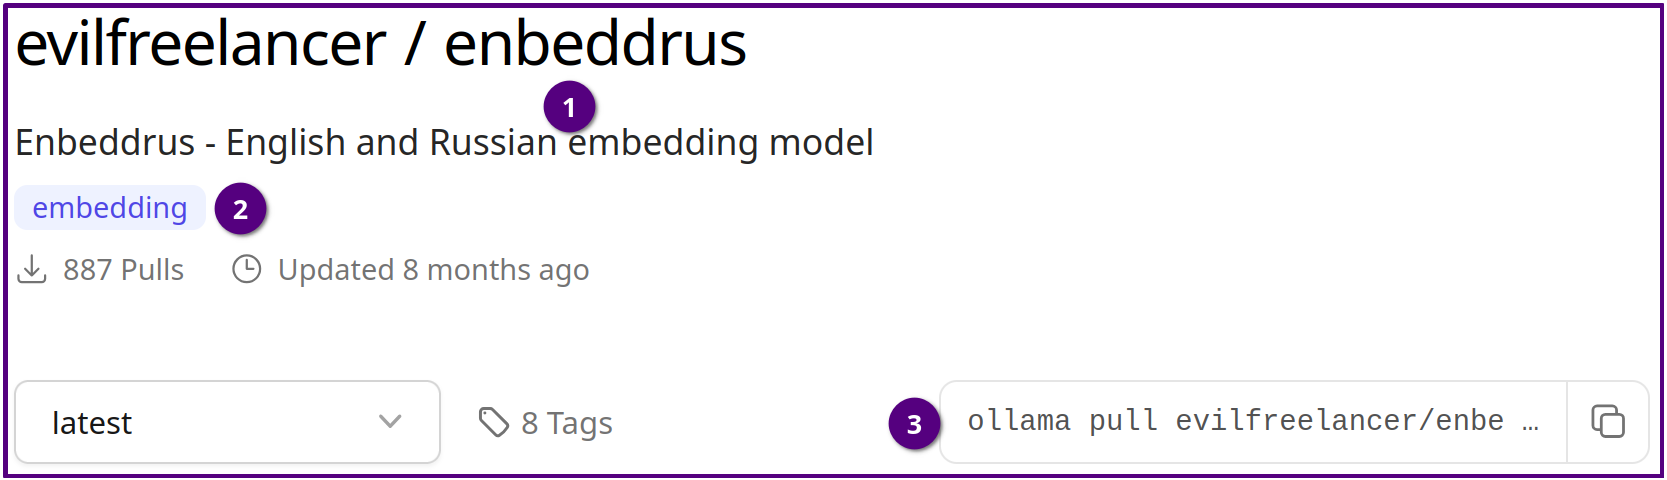 evilfreelancer / enbeddrus
1
Enbeddrus - English and Russian embedding model
embedding 2
887 Pulls Updated 8 months ago
latest 8 Tags 3 ollama pull evilfreelancer/enbe ...